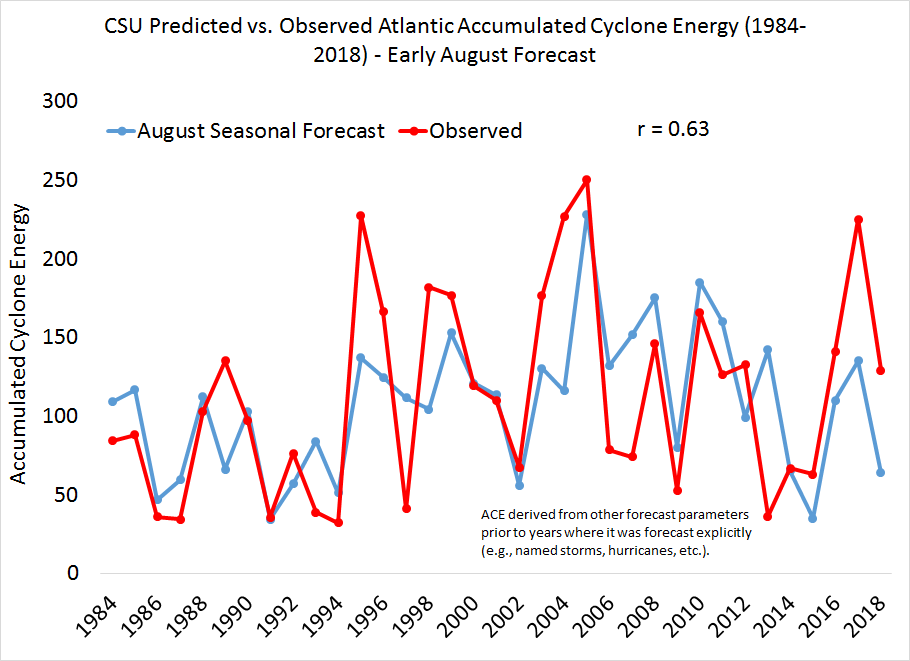 CSU Predicted vs. Observed Atlantic Accumulated Cyclone Energy (1984-
2018) - Early August Forecast
300
August Seasonal Forecast
Observed
r = 0.63
250
200
150
100
50
0
Accumulated Cyclone Energy
ACE derived from other forecast parameters
prior to years where it was forecast explicitly
(e.g., named storms, hurricanes, etc.).
1984
1986
1988
1990
1992
1994
1996
1998
2000
2002
2004
2006
2008
2010
2012
2014
2016
2018